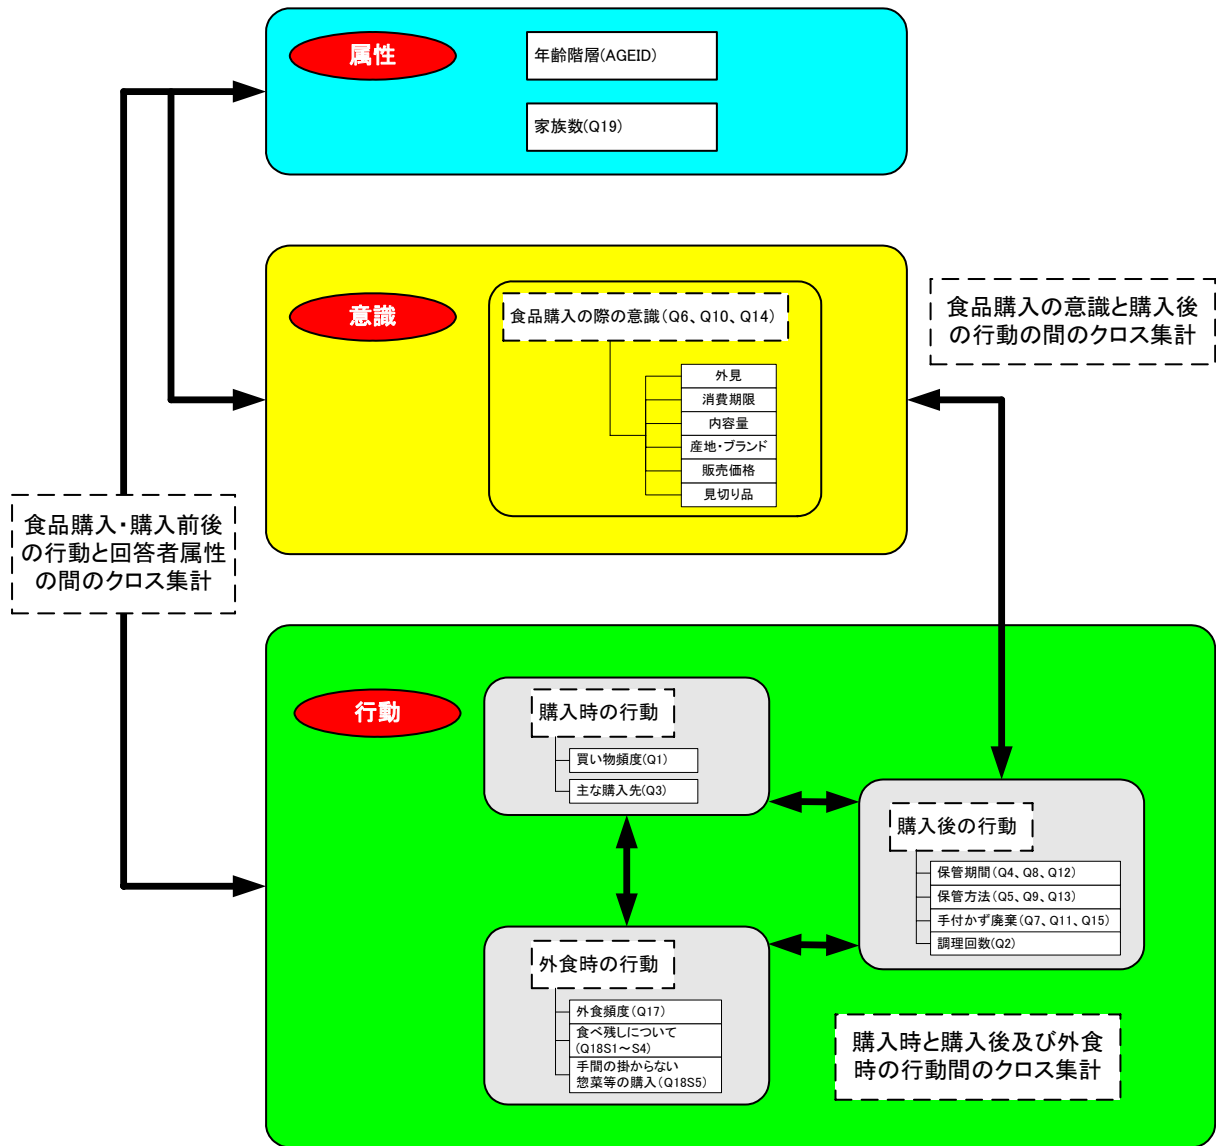 属性
年齢階層(AGEID)
家族数(Q19)
意識
食品購入の際の意識(Q6、Q10、Q14)
外見
消費期限
内容量
産地・ブランド
販売価格
見切り品
食品購入の意識と購入後
の行動の間のクロス集計
食品購入・購入前後
の行動と回答者属性
の間のクロス集計
行動
購入時の行動
買い物頻度(Q1)
主な購入先(Q3)
購入後の行動
保管期間(Q4、Q8、Q12)
保管方法(Q5、Q9、Q13)
手付かず廃棄(Q7、Q11、Q15)
調理回数(Q2)
外食時の行動
外食頻度(Q17)
食べ残しについて
(Q18S1～S4)
手間の掛からない
惣菜等の購入(Q18S5)
購入時と購入後及び外食
時の行動間のクロス集計